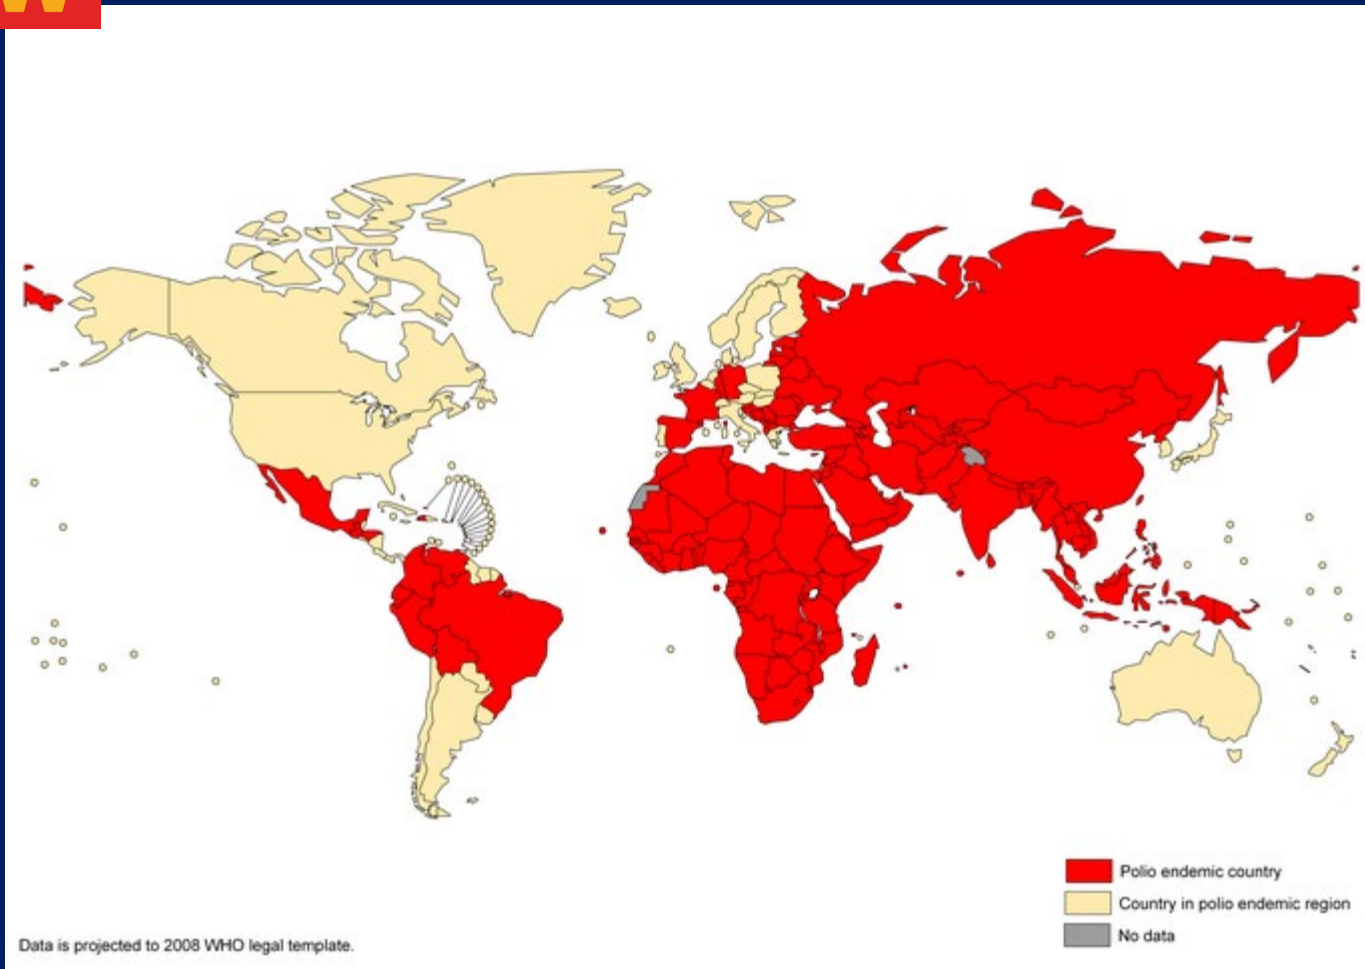 Polio endemic country
Country in polio endemic region
No data
Data is projected to 2008 WHO legal template.